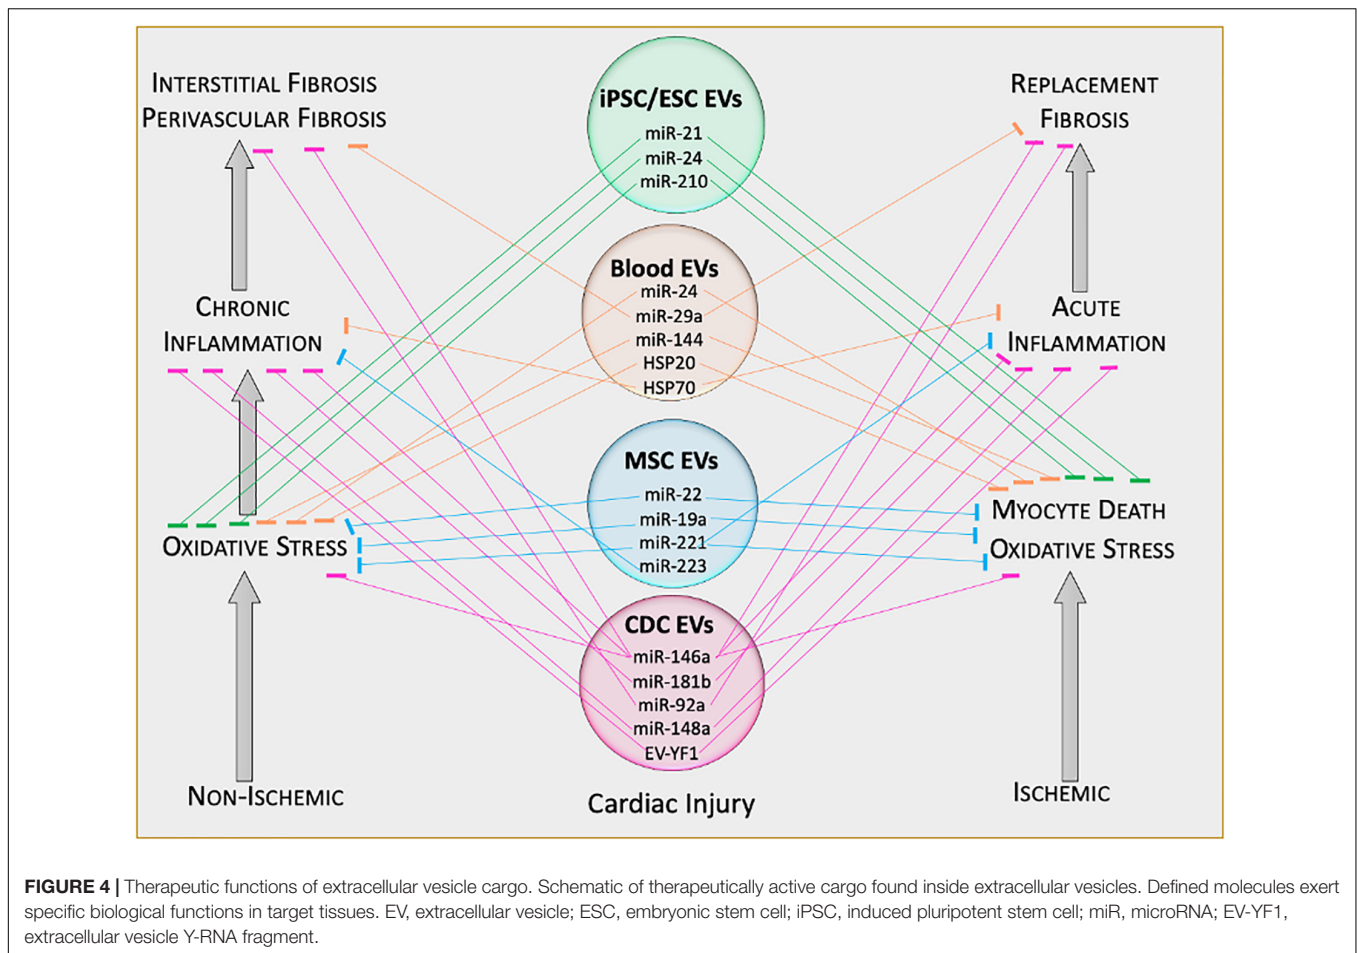 INTERSTITIAL FIBROSIS
PERIVASCULAR FIBROSIS
CHRONIC
INFLAMMATION
OXIDATIVE STRESS
NON-ISCHEMIC
iPSC/ESC EVs
miR-21
miR-24
miR-210
Blood EVs
miR-24
miR-29a
miR-144
HSP20
HSP70
MSC EVs
miR-22
miR-19a
miR-221
miR-223
CDC EVs
miR-146a
miR-181b
miR-92a
miR-148a
EV-YF1
Cardiac Injury
REPLACEMENT
FIBROSIS
ACUTE
INFLAMMATION
MYOCYTE DEATH
OXIDATIVE STRESS
ISCHEMIC
FIGURE 4 | Therapeutic functions of extracellular vesicle cargo. Schematic of therapeutically active cargo found inside extracellular vesicles. Defined molecules exert
specific biological functions in target tissues. EV, extracellular vesicle; ESC, embryonic stem cell; iPSC, induced pluripotent stem cell; miR, microRNA; EV-YF1,
extracellular vesicle Y-RNA fragment.